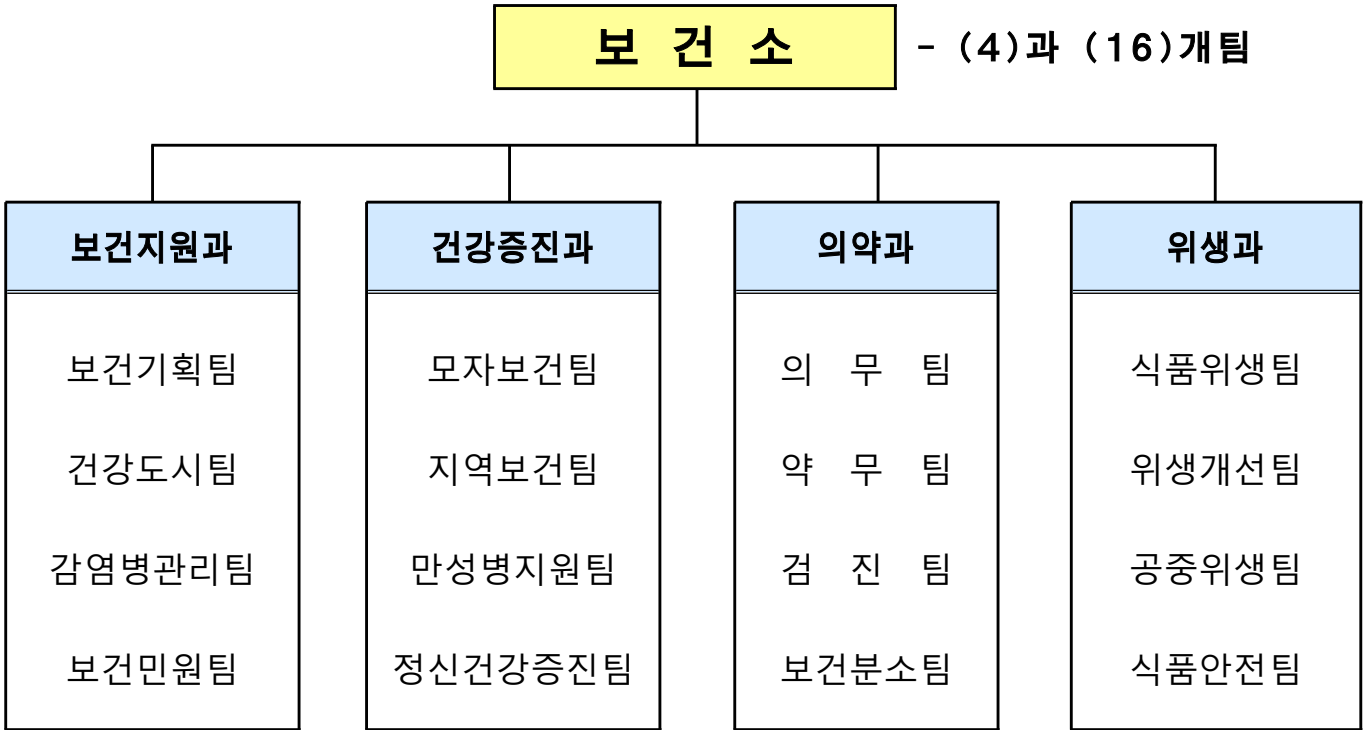 보 건 소 - (4)과 (16)개팀
보건지원과 건강증진과 의약과 위생과
보건기획팀 모자보건팀 의 무 팀 식품위생팀
건강도시팀 지역보건팀 약 무 팀 위생개선팀
감염병관리팀 만성병지원팀 검 진 팀 공중위생팀
보건민원팀 정신건강증진팀 보건분소팀 식품안전팀